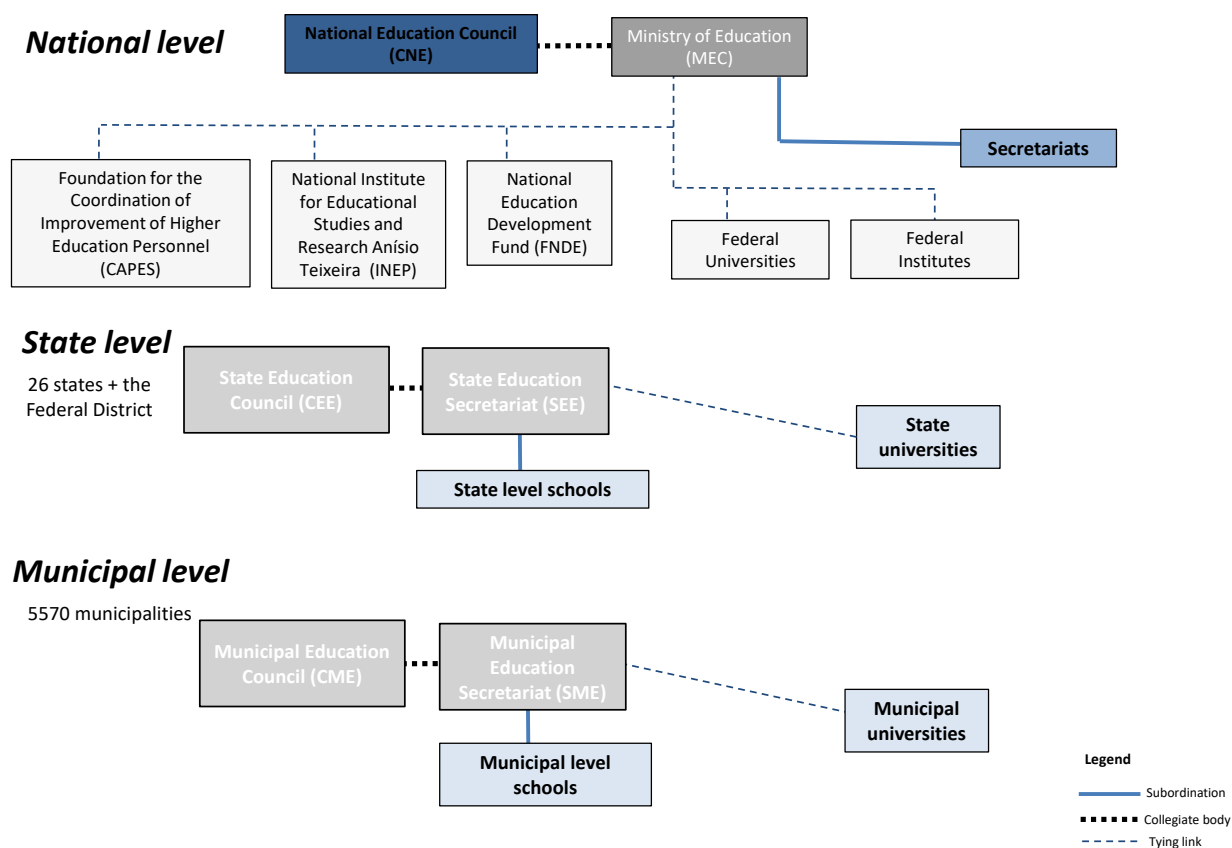 National level
National Education Council
(CNE)
Ministry of Education
(MEC)
Secretariats
Foundation for the
Coordination of
Improvement of Higher
Education Personnel
(CAPES)
National Institute
for Educational
Studies and
Research Anísio
Teixeira (INEP)
National
Education
Development
Fund (FNDE)
Federal
Universities
Federal
Institutes
State level
26 states + the
Federal District
State Education
Council (CEE)
State Education
Secretariat (SEE)
State
universities
State level schools
Municipal level
5570 municipalities
Municipal Education
Council (CME)
Municipal
Education
Secretariat (SME)
Municipal
universities
Municipal level
schools
Legend
Subordination
Collegiate body
Tying link